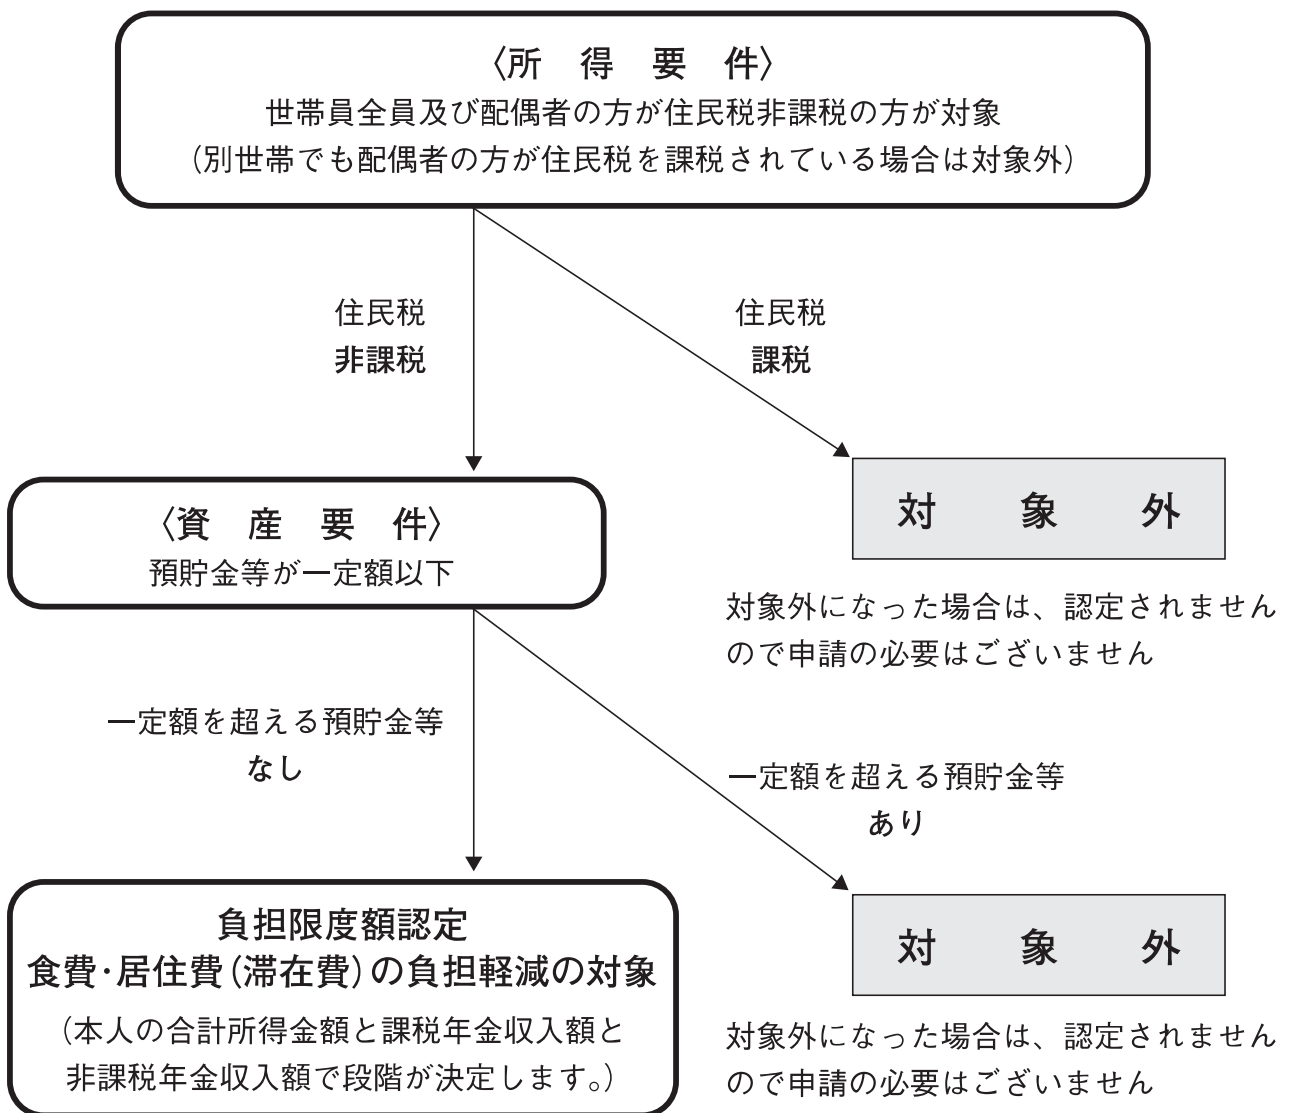 〈所　得　要　件〉
世帯員全員及び配偶者の方が住民税非課税の方が対象
（別世帯でも配偶者の方が住民税を課税されている場合は対象外）
住民税
非課税
住民税
課税
〈資　産　要　件〉
預貯金等が一定額以下
対　象　外
対象外になった場合は、認定されません
ので申請の必要はございません
一定額を超える預貯金等
なし
一定額を超える預貯金等
あり
負担限度額認定
食費・居住費（滞在費）の負担軽減の対象
（本人の合計所得金額と課税年金収入額と
非課税年金収入額で段階が決定します。）
対　象　外
対象外になった場合は、認定されません
ので申請の必要はございません